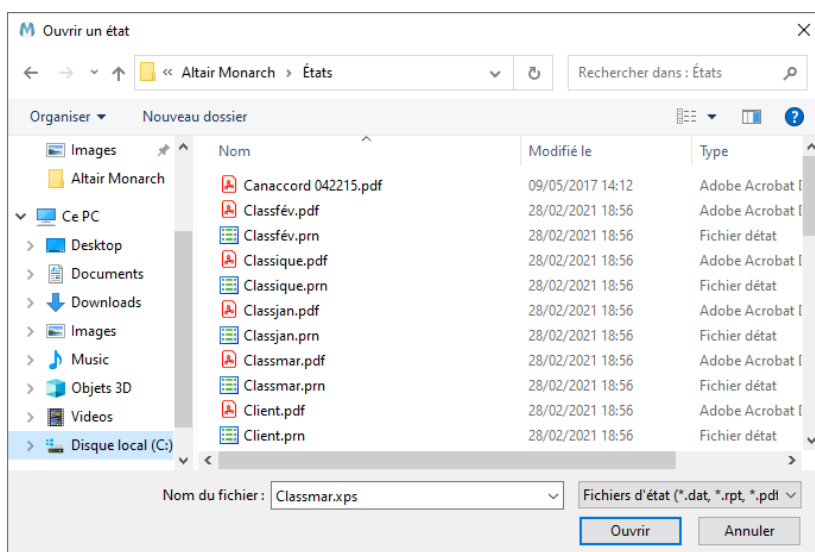 Ouvrir un état
« Altair Monarch › États
Rechercher dans : États
Organiser
Nouveau dossier
Images
Altair Monarch
Ce PC
Desktop
Documents
Downloads
Images
Music
Objets 3D
Videos
Disque local (C:)
Nom Modifié le Type
Canaccord 042215.pdf 09/05/2017 14:12 Adobe Acrobat D
Classfév.pdf 28/02/2021 18:56 Adobe Acrobat D
Classfév.prn 28/02/2021 18:56 Fichier détat
Classique.pdf 28/02/2021 18:56 Adobe Acrobat D
Classique.prn 28/02/2021 18:56 Fichier détat
Classjan.pdf 28/02/2021 18:56 Adobe Acrobat D
Classjan.prn 28/02/2021 18:56 Fichier détat
Classmar.pdf 28/02/2021 18:56 Adobe Acrobat D
Classmar.prn 28/02/2021 18:56 Fichier détat
Client.pdf 28/02/2021 18:56 Adobe Acrobat D
Client.prn 28/02/2021 18:56 Fichier détat
Nom du fichier : Classmar.xps Fichiers d'état (*.dat, *.rpt, *.pdf
Ouvrir Annuler